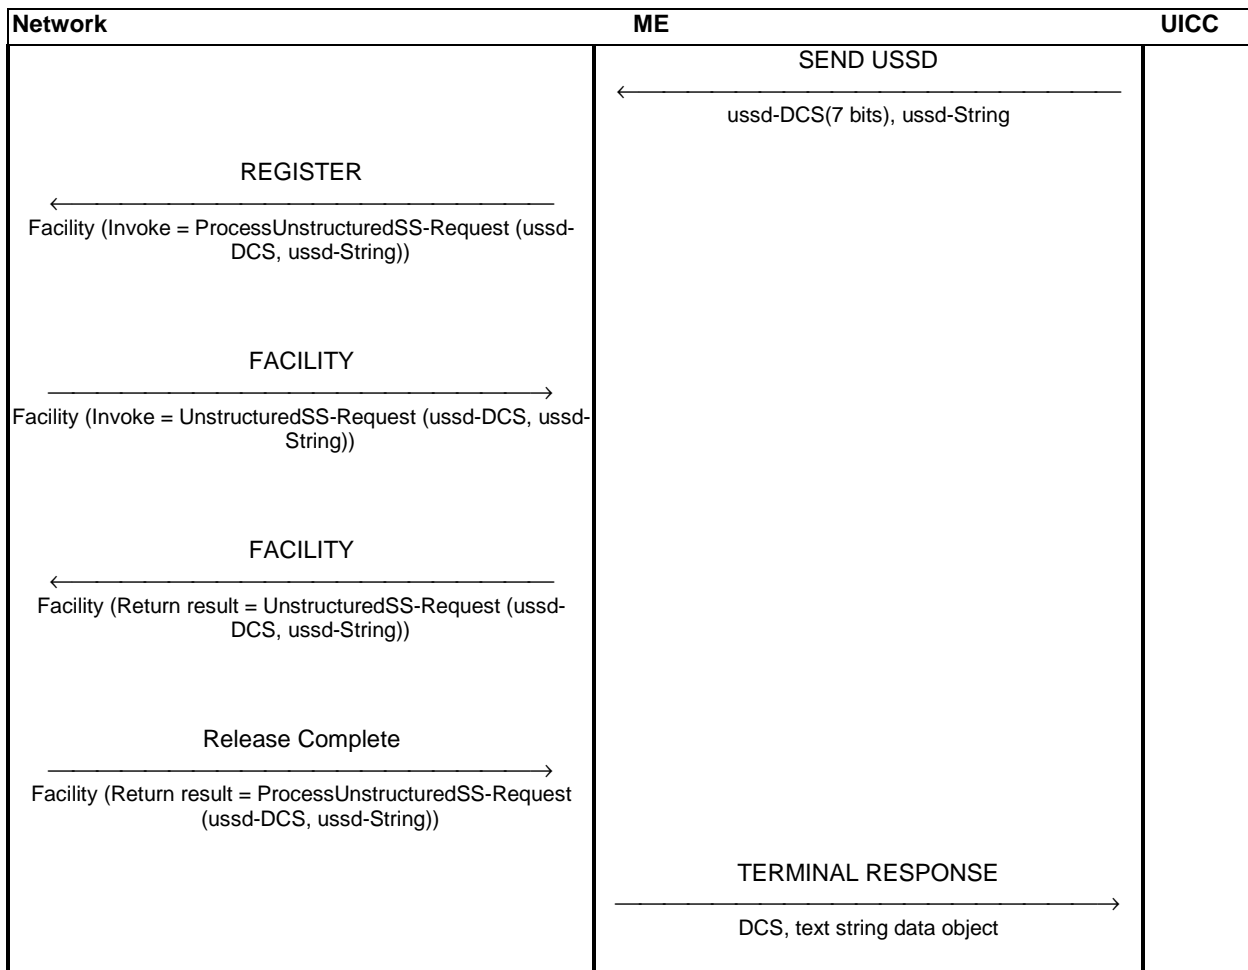 Network ME UICC
SEND USSD
ussd-DCS(7 bits), ussd-String
REGISTER
Facility (Invoke = ProcessUnstructuredSS-Request (ussd-
DCS, ussd-String))
FACILITY
Facility (Invoke = UnstructuredSS-Request (ussd-DCS, ussd-
String))
FACILITY
Facility (Return result = UnstructuredSS-Request (ussd-
DCS, ussd-String))
Release Complete
Facility (Return result = ProcessUnstructuredSS-Request
(ussd-DCS, ussd-String))
TERMINAL RESPONSE
DCS, text string data object